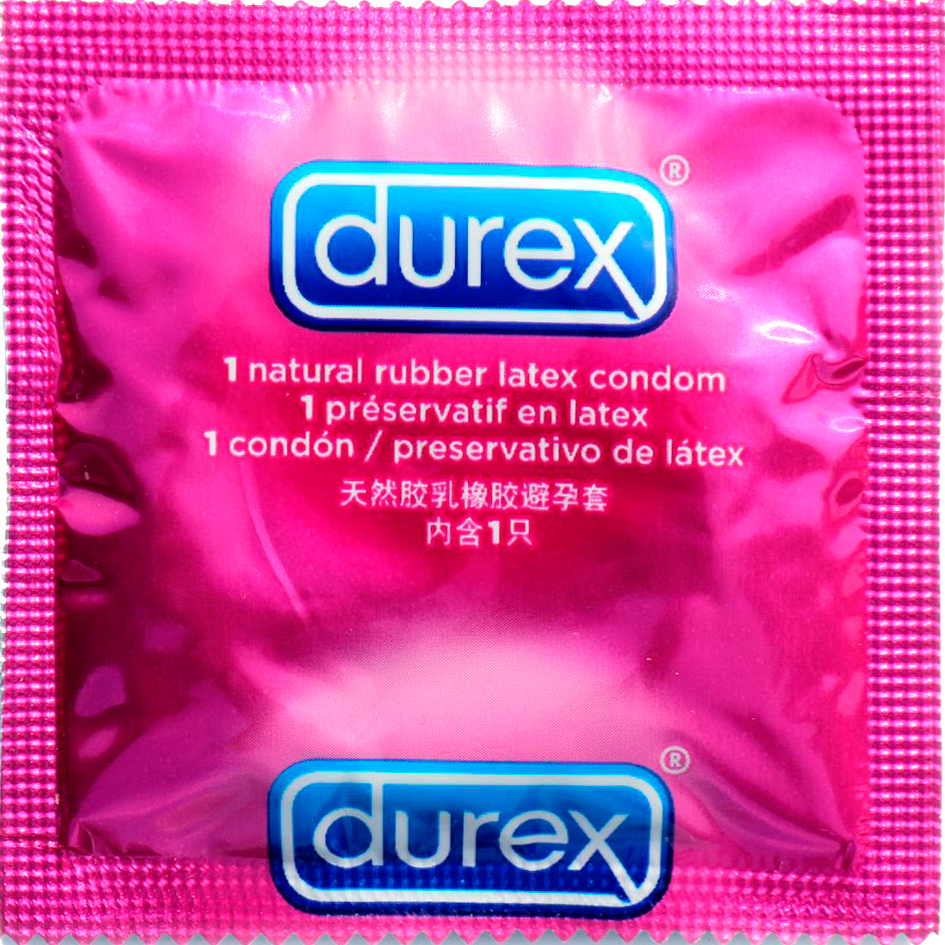 durex ®
1 natural rubber latex condom
1 préservatif en latex
1 condón / preservativo de látex
天然胶乳橡胶避孕套
内含1只
durex ®